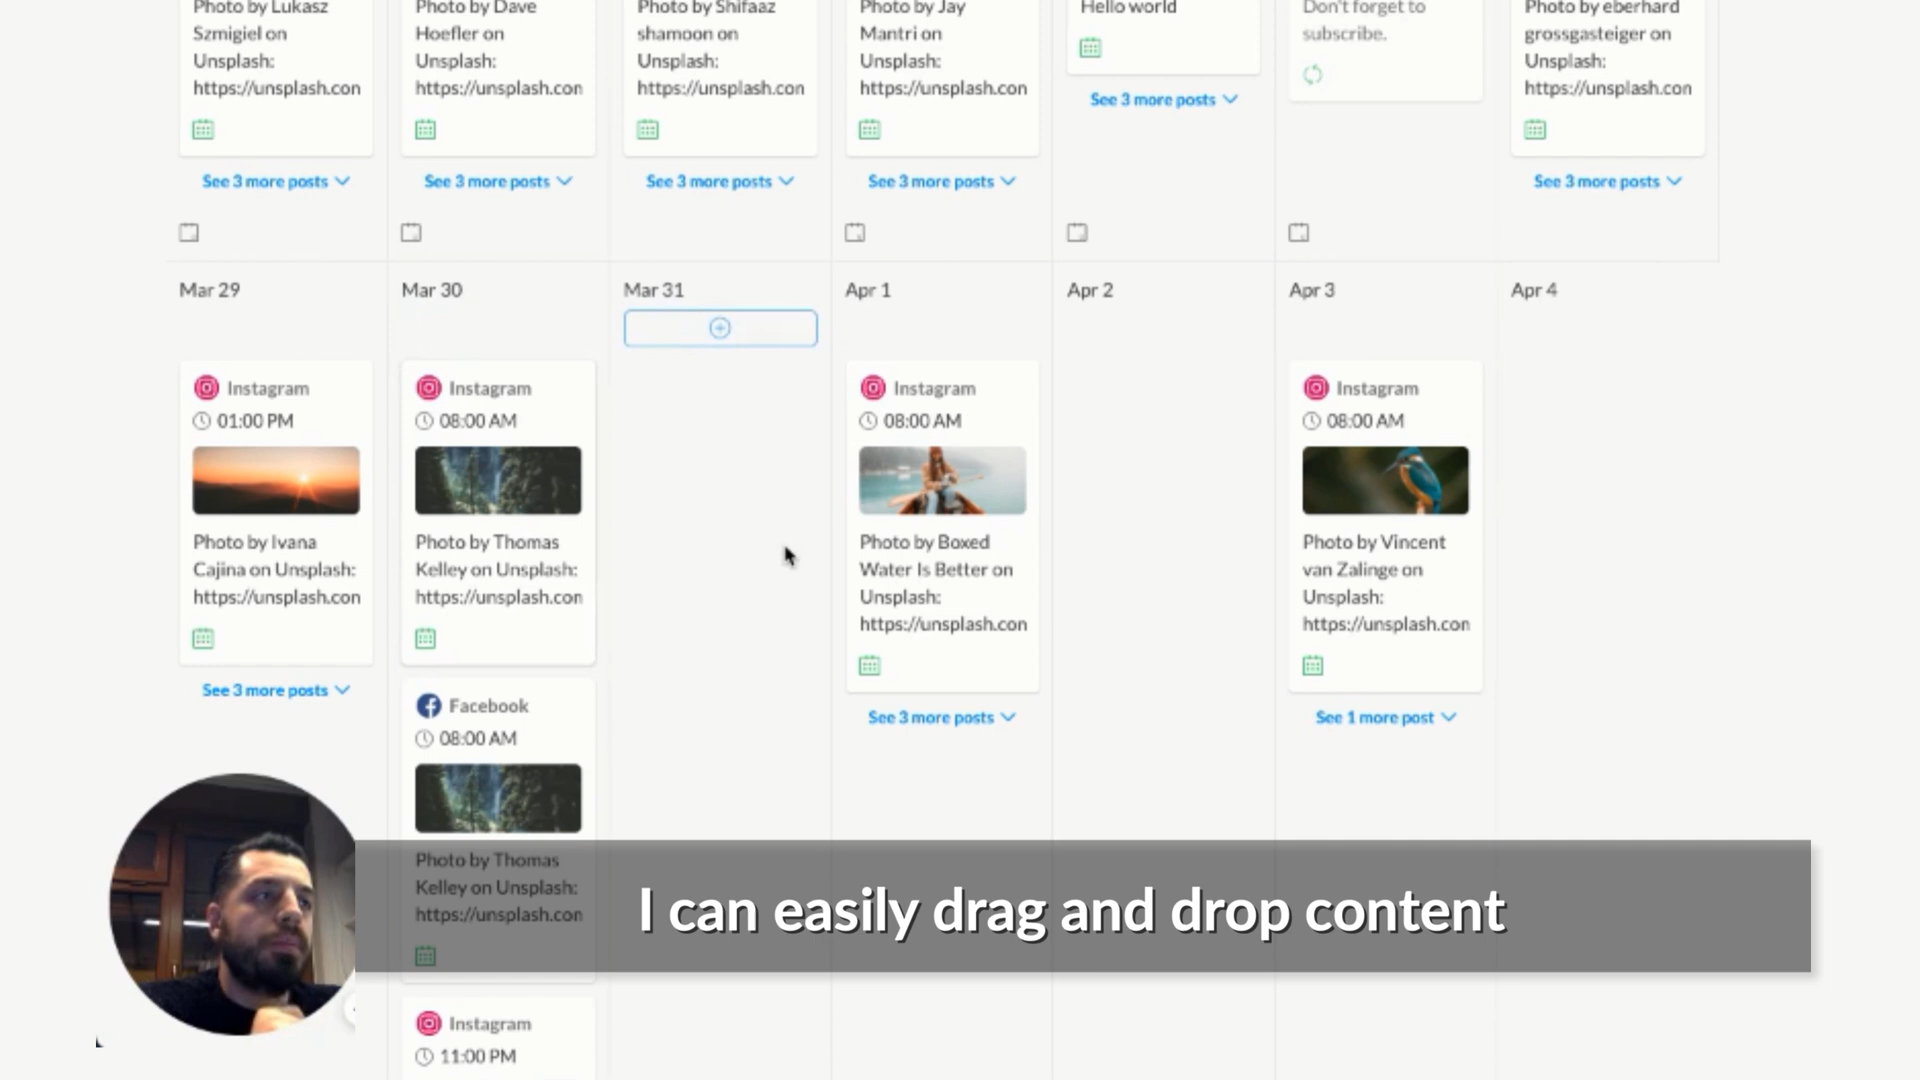 Photo by Lukasz
Szmigiel on
Unsplash:
https://unsplash.con
See 3 more posts
Photo by Dave
Hoefler on
Unsplash:
https://unsplash.con
See 3 more posts
Photo by Shifaaz
shamoon on
Unsplash:
https://unsplash.con
See 3 more posts
Photo by Jay
Mantri on
Unsplash:
https://unsplash.con
See 3 more posts
Hello world
See 3 more posts
Don't forget to
subscribe.
Photo by eberhard
grossgasteiger on
Unsplash:
https://unsplash.con
See 3 more posts
Mar 29
Instagram
01:00 PM
Photo by Ivana
Cajina on Unsplash:
https://unsplash.con
See 3 more posts
Mar 30
Instagram
08:00 AM
Photo by Thomas
Kelley on Unsplash:
https://unsplash.con
Facebook
08:00 AM
Photo by Thomas
Kelley on Unsplash:
https://unsplash.con
Instagram
11:00 PM
Mar 31
Apr 1
Instagram
08:00 AM
Photo by Boxed
Water Is Better on
Unsplash:
https://unsplash.con
See 3 more posts
Apr 2
Apr 3
Instagram
08:00 AM
Photo by Vincent
van Zalinge on
Unsplash:
https://unsplash.con
See 1 more post
Apr 4
I can easily drag and drop content